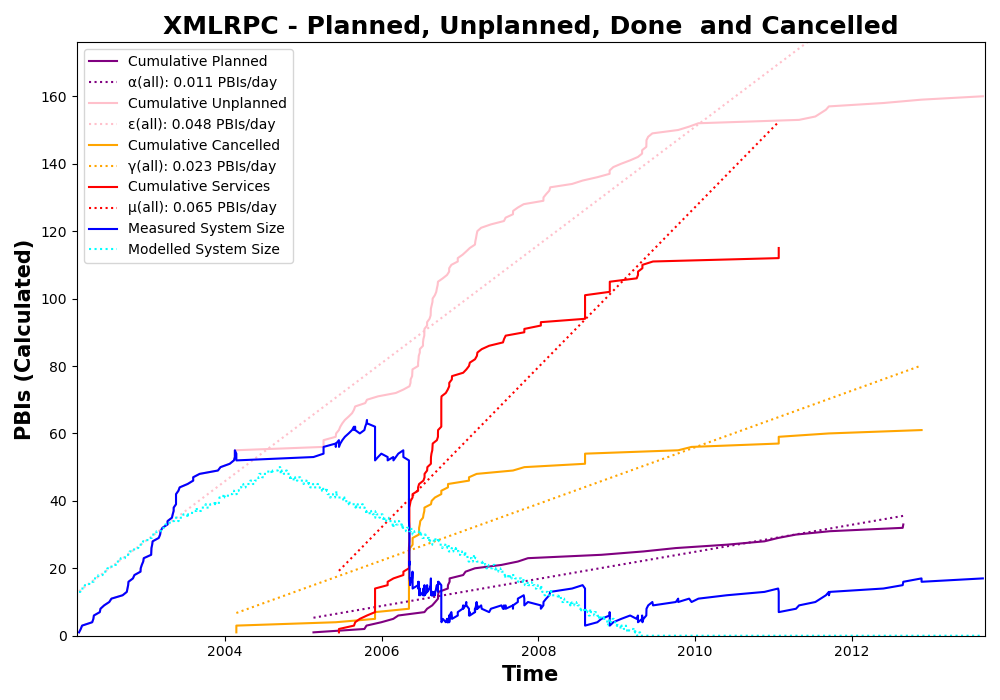 XMLRPC - Planned, Unplanned, Done  and Cancelled
PBIs (Calculated)
160
140
120
100
80
60
40
20
0
Cumulative Planned
α(all): 0.011 PBIs/day
Cumulative Unplanned
ε(all): 0.048 PBIs/day
Cumulative Cancelled
γ(all): 0.023 PBIs/day
Cumulative Services
μ(all): 0.065 PBIs/day
Measured System Size
Modelled System Size
2004 2006 2008 2010 2012
Time